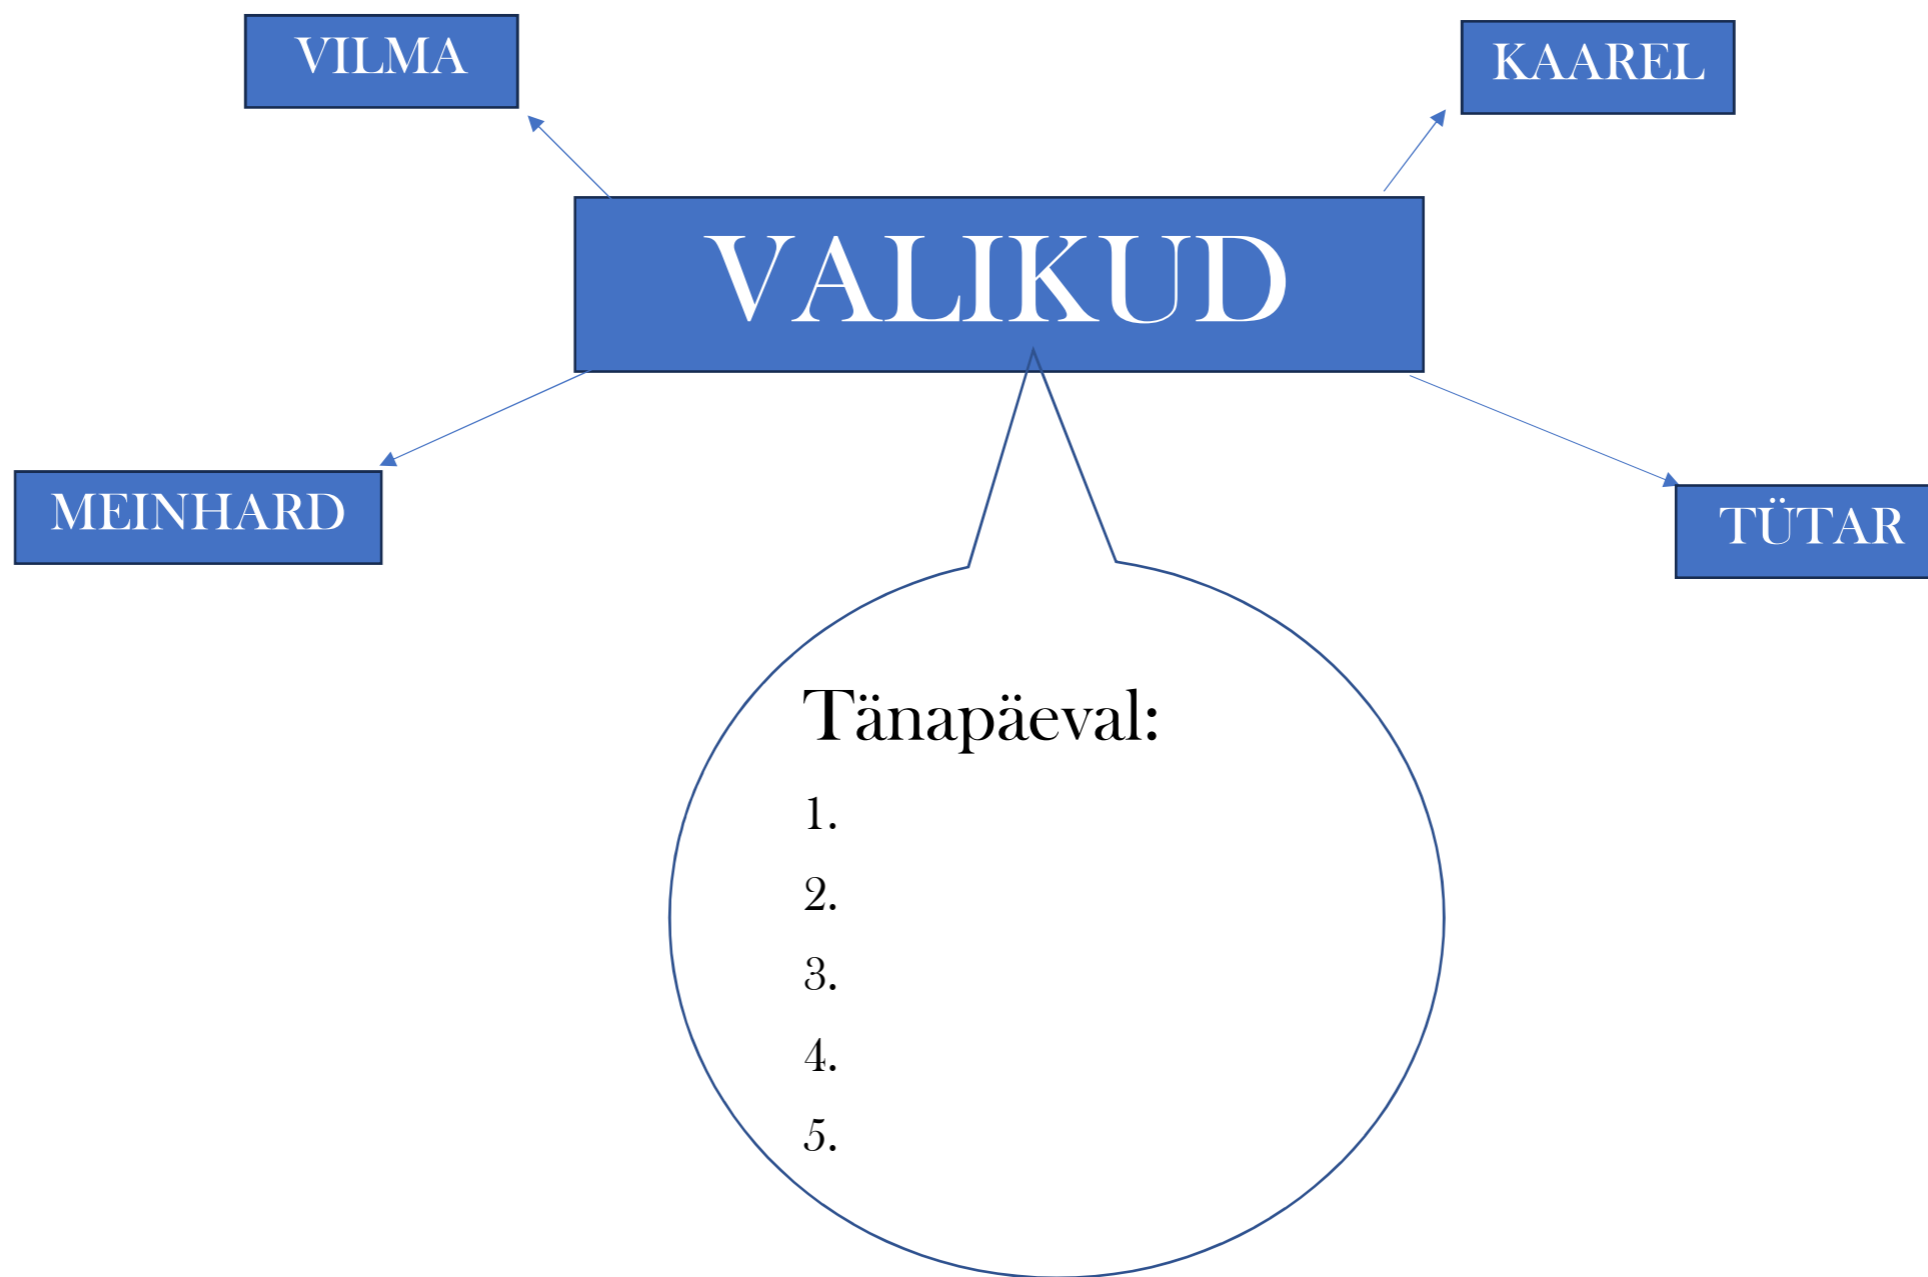 VILMA
KAAREL
VALIKUD
MEINHARD
TÜTAR
Tänapäeval:
1.
2.
3.
4.
5.